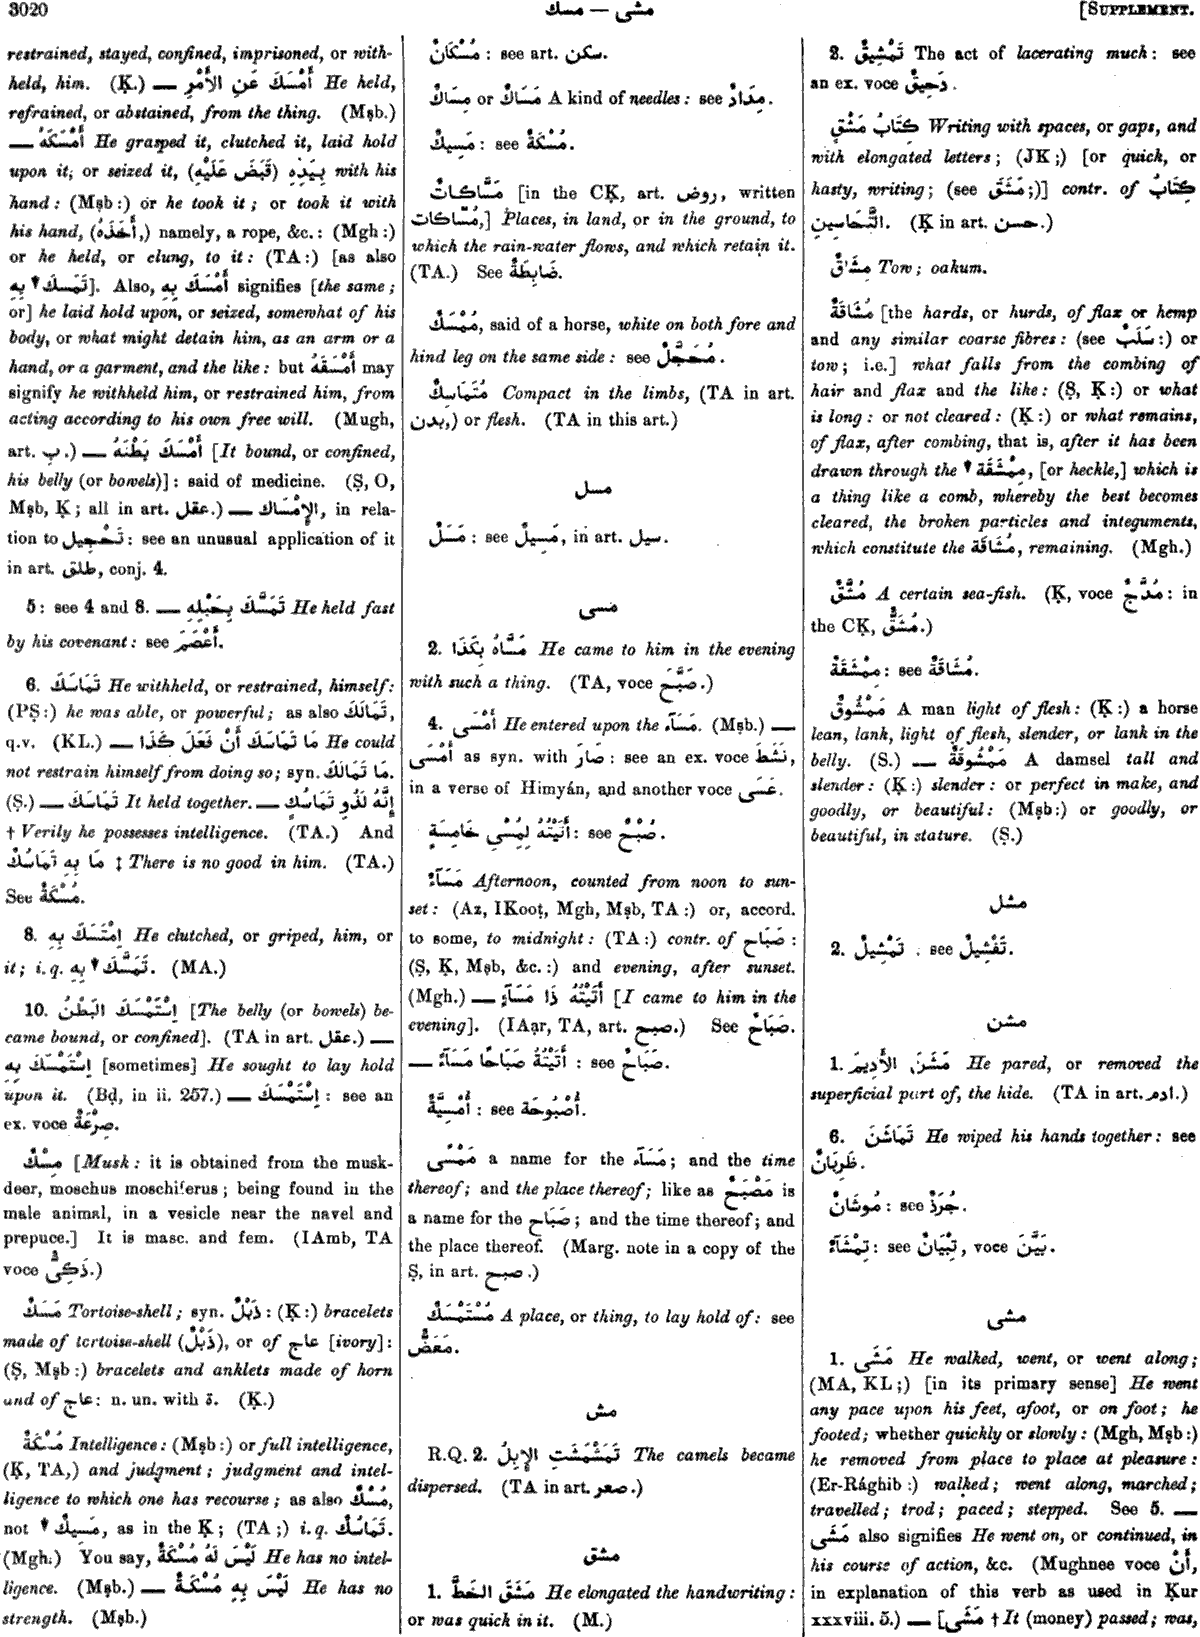 3020
مسك — مشى
[SUPPLEMENT.
restrained, stayed, confined, imprisoned, or with-
held, him. (Ḳ.) — أَمْسَكَ عَنِ الأَمْرِ He held,
refrained, or abstained, from the thing. (Mṣb.)
— أَمْسَكَهُ He grasped it, clutched it, laid hold
upon it, or seized it, (قَبَضَ عَلَيْهِ) بِيَدِهِ with his
hand: (Mṣb:) or he took it; or took it with
his hand, (أَخَذَهُ,) namely, a rope, &c.: (Mgh:)
or he held, or clung, to it: (TA:) [as also
تَمَسَّكَ▼ بِهِ]. Also, أَمْسَكَ بِهِ signifies [the same;
or] he laid hold upon, or seized, somewhat of his
body, or what might detain him, as an arm or a
hand, or a garment, and the like: but أَمْسَقَهُ may
signify he withheld him, or restrained him, from
acting according to his own free will. (Mugh,
art. ب.) — أَمْسَكَ بَطْنَهُ [It bound, or confined,
his belly (or bowels)]: said of medicine. (Ṣ, O,
Mṣb, Ḳ; all in art. عقل.) — الإِمْسَاك, in rela-
tion to تَحْجِيل: see an unusual application of it
in art. طلق, conj. 4.
5: see 4 and 8. — تَمَسَّكَ بِحَبْلِهِ He held fast
by his covenant: see أَعْصَمَ.
6. تَمَاسَكَ He withheld, or restrained, himself:
(PṢ:) he was able, or powerful; as also تَمَالَكَ,
q.v. (KL.) — مَا تَمَاسَكَ أَنْ فَعَلَ كَذَا He could
not restrain himself from doing so; syn. مَا تَمَالَكَ.
(Ṣ.) — تَمَاسَكَ It held together. — إِنَّهُ لَذُو تَمَاسُكٍ
† Verily he possesses intelligence. (TA.) And
مَا بِهِ تَمَاسُكٌ ‡ There is no good in him. (TA.)
See مُسْكَةٌ.
8. اِمْتَسَكَ بِهِ He clutched, or griped, him, or
it; i. q. تَمَسَّكَ▼ بِهِ. (MA.)
10. اِسْتَمْسَكَ البَطْنُ [The belly (or bowels) be-
came bound, or confined]. (TA in art. عقل.) —
اِسْتَمْسَكَ بِهِ [sometimes] He sought to lay hold
upon it. (Bḍ, in ii. 257.) — اِسْتَمْسَكَ: see an
ex. voce صِرْعَةٌ.
مِسْكٌ [Musk: it is obtained from the musk-
deer, moschus moschiferus; being found in the
male animal, in a vesicle near the navel and
prepuce.] It is masc. and fem. (IAmb, TA
voce ذَكِىٌّ.)
مَسَكٌ Tortoise-shell; syn. ذَبْلٌ: (Ḳ:) bracelets
made of tortoise-shell (ذَبْلٌ), or of عاج [ivory]:
(Ṣ, Mṣb:) bracelets and anklets made of horn
and of عاج: n. un. with ة. (Ḳ.)
مُسْكَةٌ Intelligence: (Mṣb:) or full intelligence,
(Ḳ, TA,) and judgment; judgment and intel-
ligence to which one has recourse; as also مُسْكٌ,
not ▼ مَسِيكٌ, as in the Ḳ; (TA;) i. q. تَمَاسُكٌ.
(Mgh.) You say, لَيْسَ لَهُ مُسْكَةٌ He has no intel-
ligence. (Mṣb.) — لَيْسَ بِهِ مُسْكَةٌ He has no
strength. (Mṣb.)
مُسْكَانٌ: see art. سكن.
مِسَاكٌ or مَسَاكٌ A kind of needles: see مِدَادٌ.
مَسِيكٌ: see مُسْكَةٌ.
مَسَّاكَاتٌ [in the CḲ, art. روض, written
مُسّاكات,] Places, in land, or in the ground, to
which the rain-water flows, and which retain it.
(TA.) See ضَابِطَةٌ.
مُمْسَكٌ, said of a horse, white on both fore and
hind leg on the same side: see مُحَجَّلٌ.
مُتَمَاسِكٌ Compact in the limbs, (TA in art.
بدن,) or flesh. (TA in this art.)
مسل
مَسَلٌ: see مَسِيلٌ, in art. سيل.
مسى
2. مَسَّاهُ بِكَذَا He came to him in the evening
with such a thing. (TA, voce صَبَّحَ.)
4. أَمْسَى He entered upon the مَسَآء. (Mṣb.) —
أَمْسَى as syn. with صَارَ: see an ex. voce نَشَطَ,
in a verse of Himyán, and another voce عَسَى.
أَتَيْتُهُ لِمُسْىِ خَامِسَةٍ: see صُبْحٌ.
مَسَآءٌ Afternoon, counted from noon to sun-
set: (Az, IKooṭ, Mgh, Mṣb, TA:) or, accord.
to some, to midnight: (TA:) contr. of صَبَاح:
(Ṣ, Ḳ, Mṣb, &c.:) and evening, after sunset.
(Mgh.) — أَتَيْتُهُ ذَا مَسَآءٍ [I came to him in the
evening]. (IAạr, TA, art. صبح.) See صَبَاحٌ.
— أَتَيْتُهُ صَبَاحًا مَسَآءً: see صَبَاحٌ.
أُمْسِيَّةٌ: see أُصْبُوحَة.
مَمْسًى a name for the مَسَآء; and the time
thereof; and the place thereof; like as مَصْبَحٌ is
a name for the صَبَاح; and the time thereof; and
the place thereof. (Marg. note in a copy of the
Ṣ, in art. صبح.)
مُسْتَمْسَكٌ A place, or thing, to lay hold of: see
مَعَضٌّ.
مش
R.Q. 2. تَمَشْمَشَتِ الإِبِلُ The camels became
dispersed. (TA in art. صعر.)
مشق
1. مَشَقَ الخَطَّ He elongated the handwriting:
or was quick in it. (M.)
2. تَمْشِيقٌ The act of lacerating much: see
an ex. voce دَحِيقٌ.
كِتَابُ مَشْقٍ Writing with spaces, or gaps, and
with elongated letters; (JK;) [or quick, or
hasty, writing; (see مَشَقَ;)] contr. of كِتَابُ
النَّحَاسِينِ. (Ḳ in art. حسن.)
مِشَاقٌ Tow; oakum.
مُشَاقَةٌ [the hards, or hurds, of flax or hemp
and any similar coarse fibres: (see سَلَبٌ:) or
tow; i.e.] what falls from the combing of
hair and flax and the like: (Ṣ, Ḳ:) or what
is long: or not cleared: (Ḳ:) or what remains,
of flax, after combing, that is, after it has been
drawn through the ▼ مِمْشَقَة, [or heckle,] which is
a thing like a comb, whereby the best becomes
cleared, the broken particles and integuments,
which constitute the مُشَاقَة, remaining. (Mgh.)
مُشَّقٌ A certain sea-fish. (Ḳ, voce مُدَّجٌ: in
the CḲ, مُشَقٌّ.)
مِمْشَقَةٌ: see مُشَاقَةٌ.
مَمْشُوقٌ A man light of flesh: (Ḳ:) a horse
lean, lank, light of flesh, slender, or lank in the
belly. (S.) — مَمْشُوقَةٌ A damsel tall and
slender: (Ḳ:) slender: or perfect in make, and
goodly, or beautiful: (Mṣb:) or goodly, or
beautiful, in stature. (Ṣ.)
مشل
2. تَمْشِيلٌ: see تَفْشِيلٌ.
مشن
1. مَشَنَ الأَدِيمَ He pared, or removed the
superficial part of, the hide. (TA in art. ادم.)
6. تَمَاشَنَ He wiped his hands together: see
ظَرِبَانٌ.
مُوشَانٌ: see جُرَذٌ.
تِمْشَآءٌ: see تِبْيَانٌ, voce بَيَّنَ.
مشى
1. مَشَى He walked, went, or went along;
(MA, KL;) [in its primary sense] He went
any pace upon his feet, afoot, or on foot; he
footed; whether quickly or slowly: (Mgh, Mṣb:)
he removed from place to place at pleasure:
(Er-Rághib:) walked; went along, marched;
travelled; trod; paced; stepped. See 5. —
مَشَى also signifies He went on, or continued, in
his course of action, &c. (Mughnee voce أَنْ,
in explanation of this verb as used in Ḳur
xxxviii. 5.) — [مَشَى † It (money) passed; was,